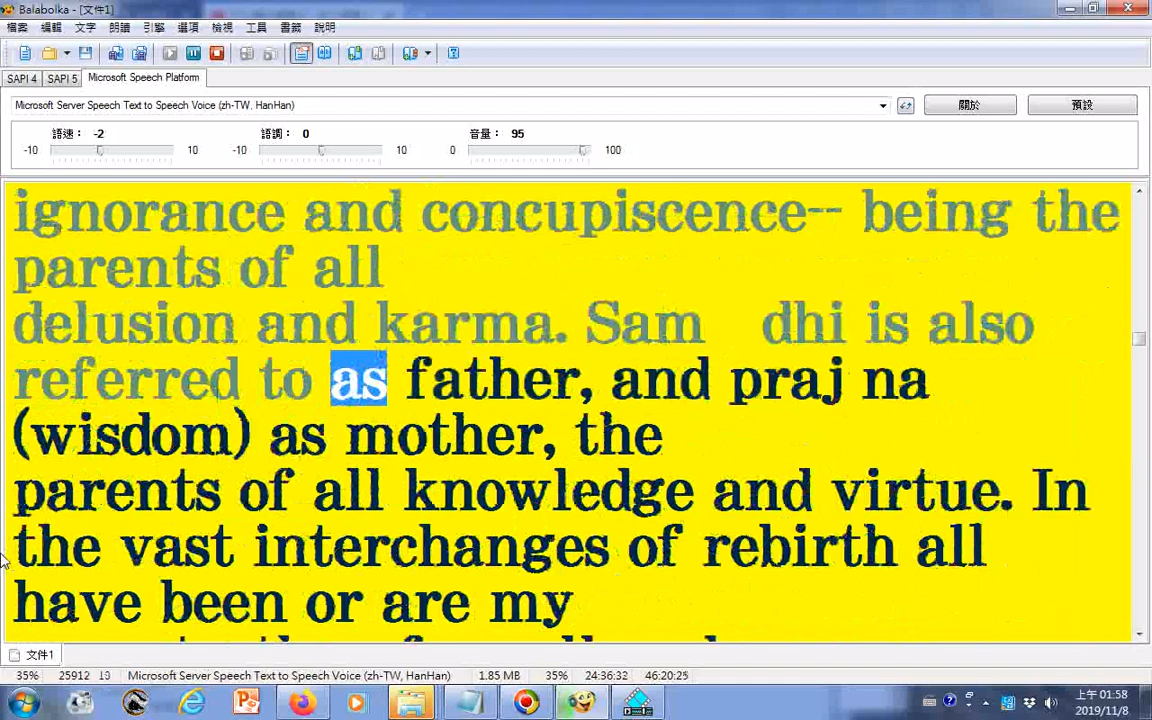 Balabolka - [文件1]
檔案 編輯 文字 朗讀 引擎 選項 檢視 工具 書籤 說明
SAPI 4 SAPI 5 Microsoft Speech Platform
Microsoft Server Speech Text to Speech Voice (zh-TW, HanHan) 關於 預設
語速： -2 語調： 0 音量： 95
-10 10 -10 10 0 100
ignorance and concupiscence-- being the
parents of all
delusion and karma. Sam dhi is also
referred to as father, and praj na
(wisdom) as mother, the
parents of all knowledge and virtue. In
the vast interchanges of rebirth all
have been or are my
文件1
35% 25912 Microsoft Server Speech Text to Speech Voice (zh-TW, HanHan) 1.85 MB 35% 24:36:32 46:20:25
上午 01:58
2019/11/8